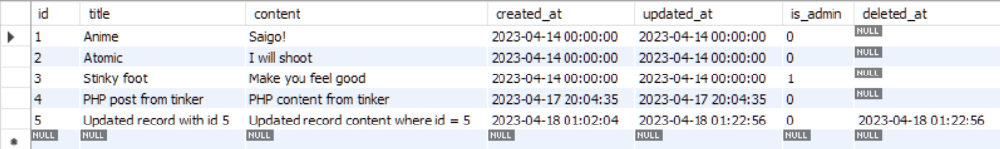 id title content created_at updated_at is_admin deleted_at
1 Anime Saigo! 2023-04-14 00:00:00 2023-04-14 00:00:00 0 NULL
2 Atomic I will shoot 2023-04-14 00:00:00 2023-04-14 00:00:00 0 NULL
3 Stinky foot Make you feel good 2023-04-14 00:00:00 2023-04-14 00:00:00 1 NULL
4 PHP post from tinker PHP content from tinker 2023-04-17 20:04:35 2023-04-17 20:04:35 0 NULL
5 Updated record with id 5 Updated record content where id = 5 2023-04-18 01:02:04 2023-04-18 01:22:56 0 2023-04-18 01:22:56
NULL NULL NULL NULL NULL NULL NULL